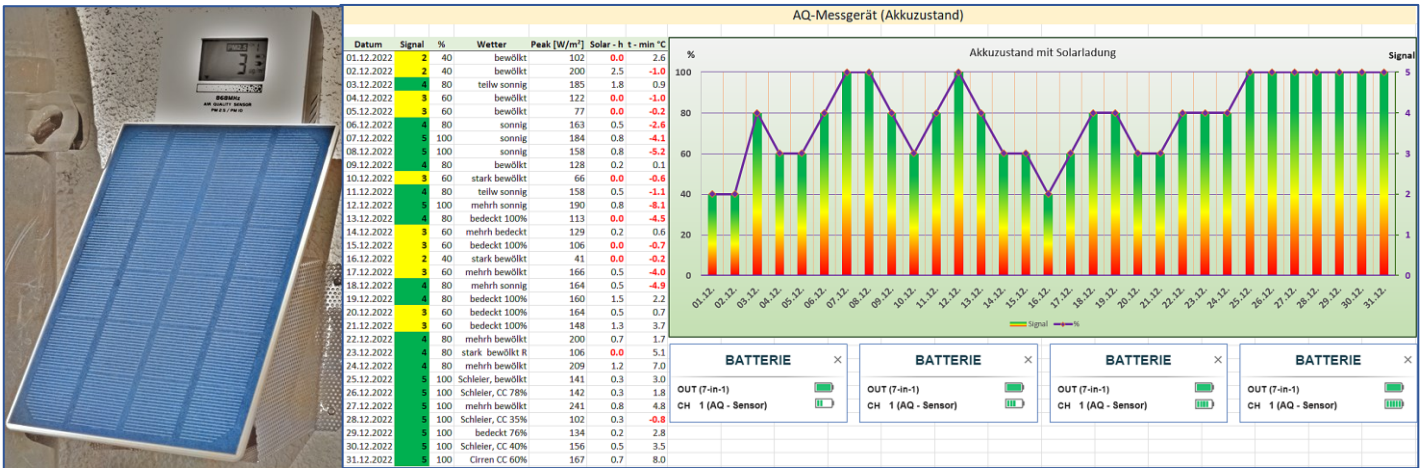 PM2.5
3
868MHz
AIR QUALITY SENSOR
PM2.5 / PM10
AQ-Messgerät (Akkuzustand)
Datum Signal % Wetter Peak [W/m²] Solar - h t - min °C
01.12.2022 2 40 bewölkt 102 0.0 2.6
02.12.2022 2 40 bewölkt 200 2.5 -1.0
03.12.2022 4 80 teilw sonnig 185 1.8 0.9
04.12.2022 3 60 bewölkt 122 0.0 -1.0
05.12.2022 3 60 bewölkt 77 0.0 -0.2
06.12.2022 4 80 sonnig 163 0.5 -2.6
07.12.2022 5 100 sonnig 184 0.8 -4.1
08.12.2022 5 100 sonnig 158 0.8 -5.2
09.12.2022 4 80 bewölkt 128 0.2 0.1
10.12.2022 3 60 stark bewölkt 66 0.0 -0.6
11.12.2022 4 80 teilw sonnig 158 0.5 -1.1
12.12.2022 5 100 mehrh sonnig 190 0.8 -8.1
13.12.2022 4 80 bedeckt 100% 113 0.0 -4.5
14.12.2022 3 60 mehrh bedeckt 129 0.2 0.6
15.12.2022 3 60 bedeckt 100% 106 0.0 -0.7
16.12.2022 2 40 stark bewölkt 41 0.0 -0.2
17.12.2022 3 60 mehrh bewölkt 166 0.5 -4.0
18.12.2022 4 80 mehrh sonnig 164 0.5 -4.9
19.12.2022 4 80 bedeckt 100% 160 1.5 2.2
20.12.2022 3 60 bedeckt 100% 164 0.5 0.7
21.12.2022 3 60 bedeckt 100% 148 1.3 3.7
22.12.2022 4 80 mehrh bewölkt 200 0.7 1.7
23.12.2022 4 80 stark bewölkt R 106 0.0 5.1
24.12.2022 4 80 mehrh bewölkt 209 1.2 7.0
25.12.2022 5 100 Schleier, bewölkt 141 0.3 3.0
26.12.2022 5 100 Schleier, CC 78% 142 0.3 1.8
27.12.2022 5 100 mehrh bewölkt 241 0.8 4.8
28.12.2022 5 100 Schleier, CC 35% 102 0.3 -0.8
29.12.2022 5 100 bedeckt 76% 134 0.2 2.8
30.12.2022 5 100 Schleier, CC 40% 156 0.5 3.5
31.12.2022 5 100 Cirren CC 60% 167 0.7 8.0
Akkuzustand mit Solarladung
% Signal
100 5
80 4
60 3
40 2
20 1
0 0
01.12. 02.12. 03.12. 04.12. 05.12. 06.12. 07.12. 08.12. 09.12. 10.12. 11.12. 12.12. 13.12. 14.12. 15.12. 16.12. 17.12. 18.12. 19.12. 20.12. 21.12. 22.12. 23.12. 24.12. 25.12. 26.12. 27.12. 28.12. 29.12. 30.12. 31.12.
Signal %
BATTERIE ×
OUT (7-in-1)
CH 1 (AQ - Sensor)
BATTERIE ×
OUT (7-in-1)
CH 1 (AQ - Sensor)
BATTERIE ×
OUT (7-in-1)
CH 1 (AQ - Sensor)
BATTERIE ×
OUT (7-in-1)
CH 1 (AQ - Sensor)